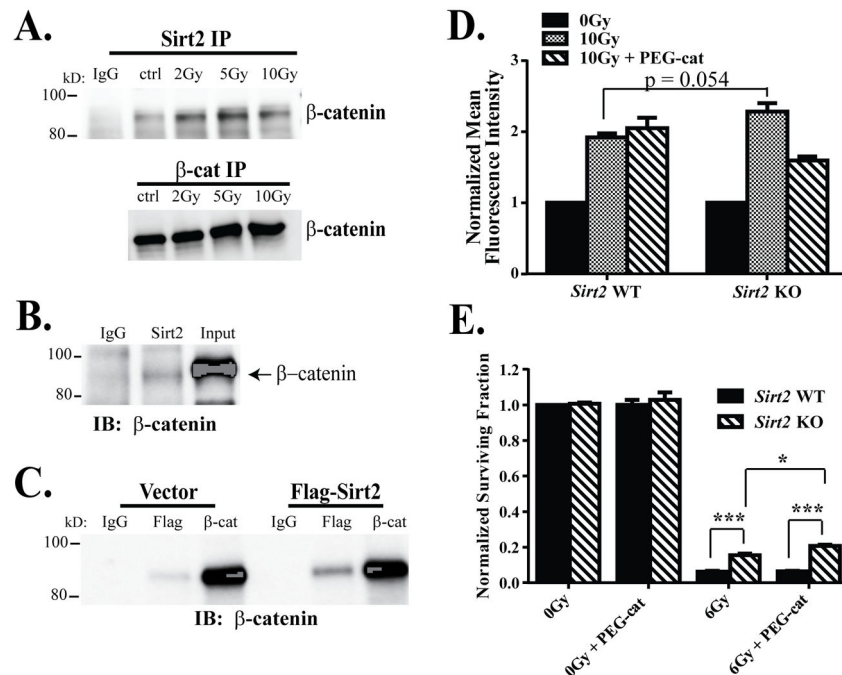 A.
Sirt2 IP
IgG ctrl 2Gy 5Gy 10Gy
kD:
100
80
β-catenin
β-cat IP
ctrl 2Gy 5Gy 10Gy
β-catenin
B.
IgG Sirt2 Input
100
80
β-catenin
IB: β-catenin
C.
Vector Flag-Sirt2
kD: IgG Flag β-cat IgG Flag β-cat
100
80
IB: β-catenin
D.
0Gy
10Gy
10Gy + PEG-cat
p = 0.054
Normalized Mean
Fluorescence Intensity
3
2
1
0
Sirt2 WT Sirt2 KO
E.
Normalized Surviving Fraction
1.2
1.0
0.8
0.6
0.4
0.2
0.0
Sirt2 WT
Sirt2 KO
*
*** ***
0Gy
0Gy + PEG-cat
6Gy
6Gy + PEG-cat